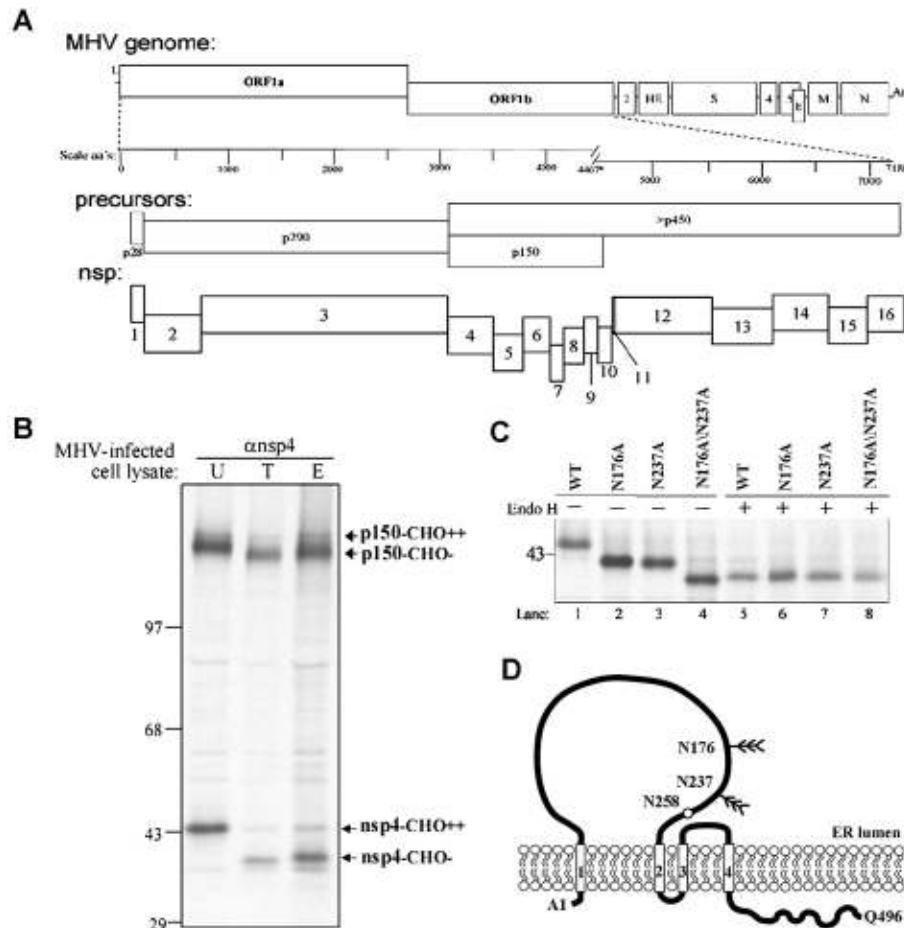 A
MHV genome:
1
ORF1a
ORF1b 2 HE S 4 5 E M N
Scale aa's: 0 1000 2000 3000 4000 5000 6000 7000
precursors:
p28 p290 >p450
p150
nsp:
1 2 3 4 5 6 7 8 9 10 11 12 13 14 15 16
B
αnsp4
MHV-infected
cell lysate: U T E
p150-CHO++
p150-CHO-
97
68
nsp4-CHO++
43
nsp4-CHO-
29
C
WT N176A N237A N176A\N237A WT N176A N237A N176A\N237A
Endo H − − − − + + + +
43
Lane: 1 2 3 4 5 6 7 8
D
N176
N237
N258
ER lumen
1 2 3 4
A1
Q496